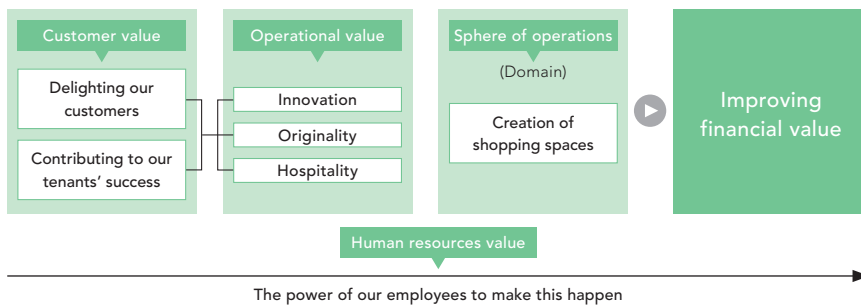 Customer value
Delighting our
customers
Contributing to our
tenants’ success
Operational value
Innovation
Originality
Hospitality
Sphere of operations
(Domain)
Creation of
shopping spaces
Improving
financial value
Human resources value
The power of our employees to make this happen